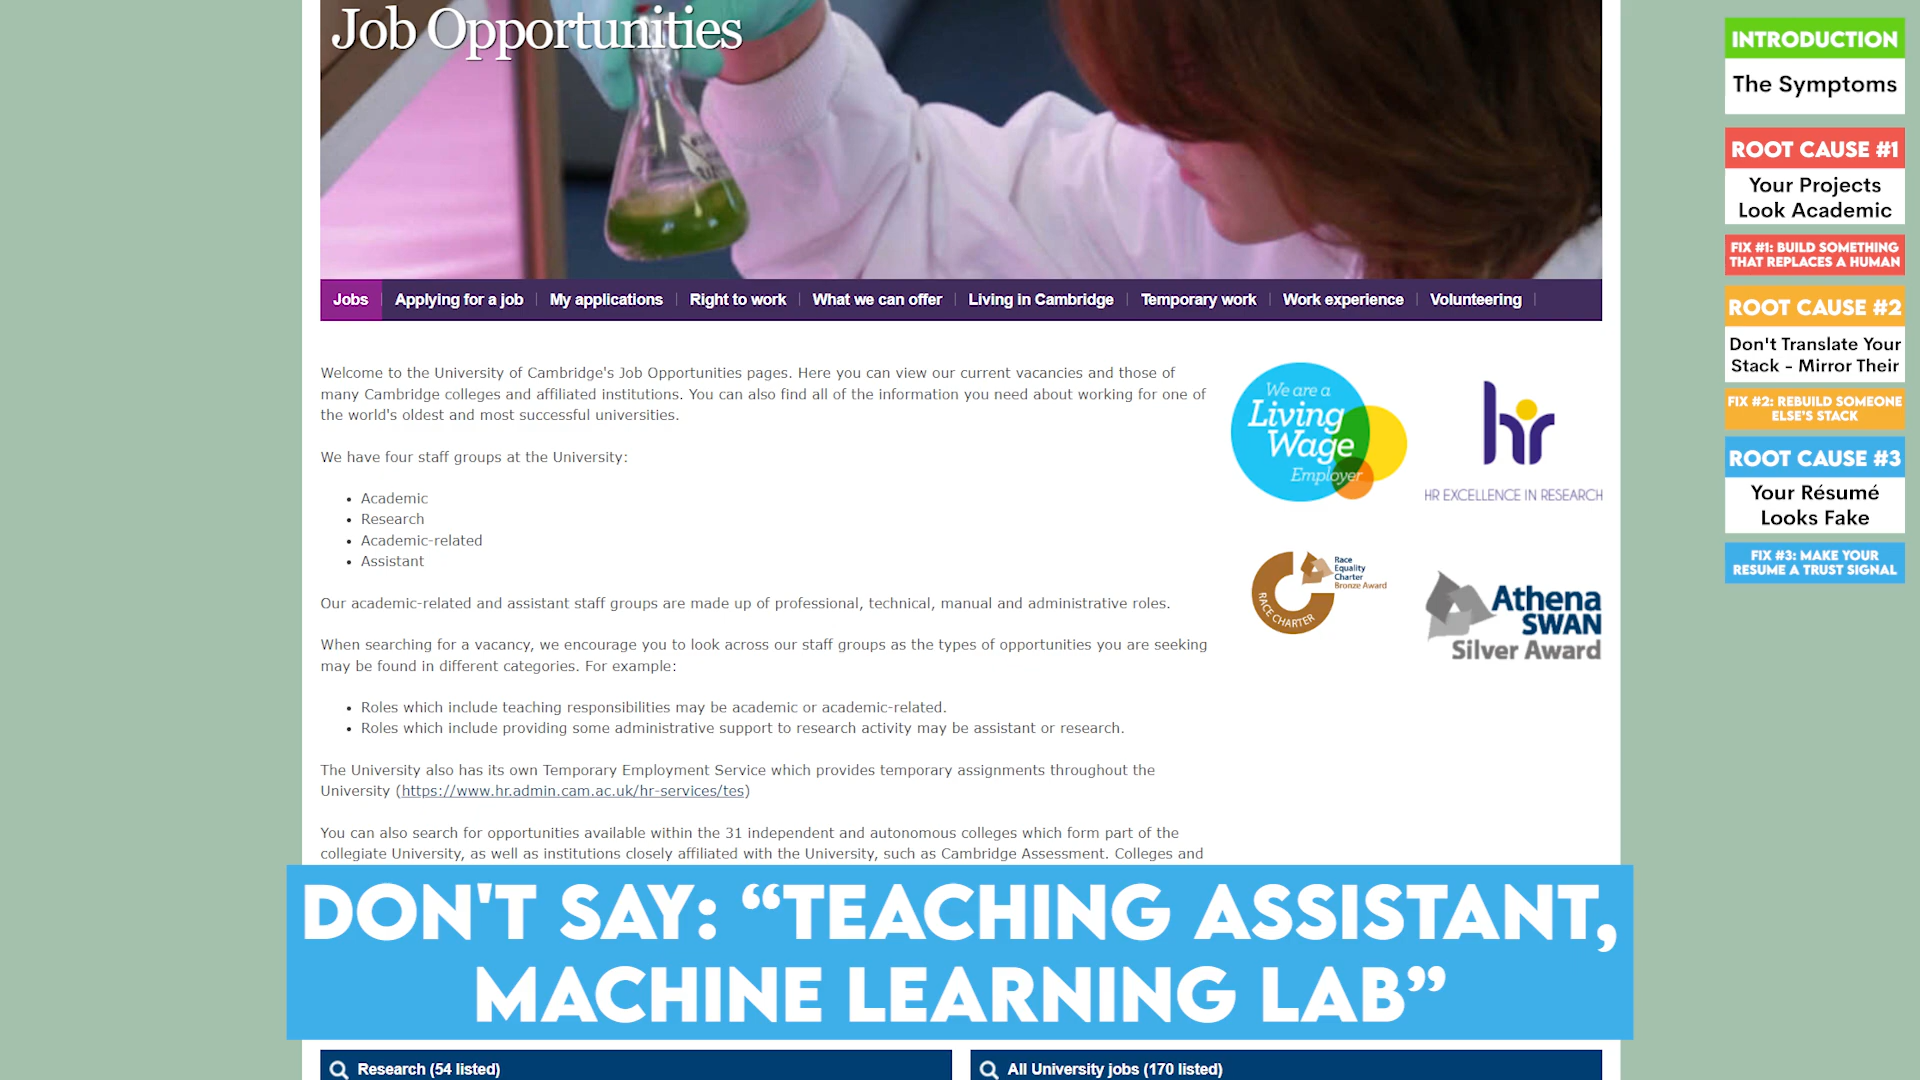 Job Opportunities
Jobs
Applying for a job
My applications
Right to work
What we can offer
Living in Cambridge
Temporary work
Work experience
Volunteering
Welcome to the University of Cambridge's Job Opportunities pages. Here you can view our current vacancies and those of
many Cambridge colleges and affiliated institutions. You can also find all of the information you need about working for one of
the world's oldest and most successful universities.
We have four staff groups at the University:
• Academic
• Research
• Academic-related
• Assistant
Our academic-related and assistant staff groups are made up of professional, technical, manual and administrative roles.
When searching for a vacancy, we encourage you to look across our staff groups as the types of opportunities you are seeking
may be found in different categories. For example:
• Roles which include teaching responsibilities may be academic or academic-related.
• Roles which include providing some administrative support to research activity may be assistant or research.
The University also has its own Temporary Employment Service which provides temporary assignments throughout the
University (https://www.hr.admin.cam.ac.uk/hr-services/tes)
You can also search for opportunities available within the 31 independent and autonomous colleges which form part of the
collegiate University, as well as institutions closely affiliated with the University, such as Cambridge Assessment. Colleges and
We are a
Living
Wage
Employer
hr
HR EXCELLENCE IN RESEARCH
Race
Equality
Charter
Bronze Award
RACE CHARTER
Athena
SWAN
Silver Award
DON'T SAY: “TEACHING ASSISTANT,
MACHINE LEARNING LAB”
Research (54 listed)
All University jobs (170 listed)
INTRODUCTION
The Symptoms
ROOT CAUSE #1
Your Projects
Look Academic
FIX #1: BUILD SOMETHING
THAT REPLACES A HUMAN
ROOT CAUSE #2
Don't Translate Your
Stack - Mirror Their
FIX #2: REBUILD SOMEONE
ELSE'S STACK
ROOT CAUSE #3
Your Résumé
Looks Fake
FIX #3: MAKE YOUR
RESUME A TRUST SIGNAL